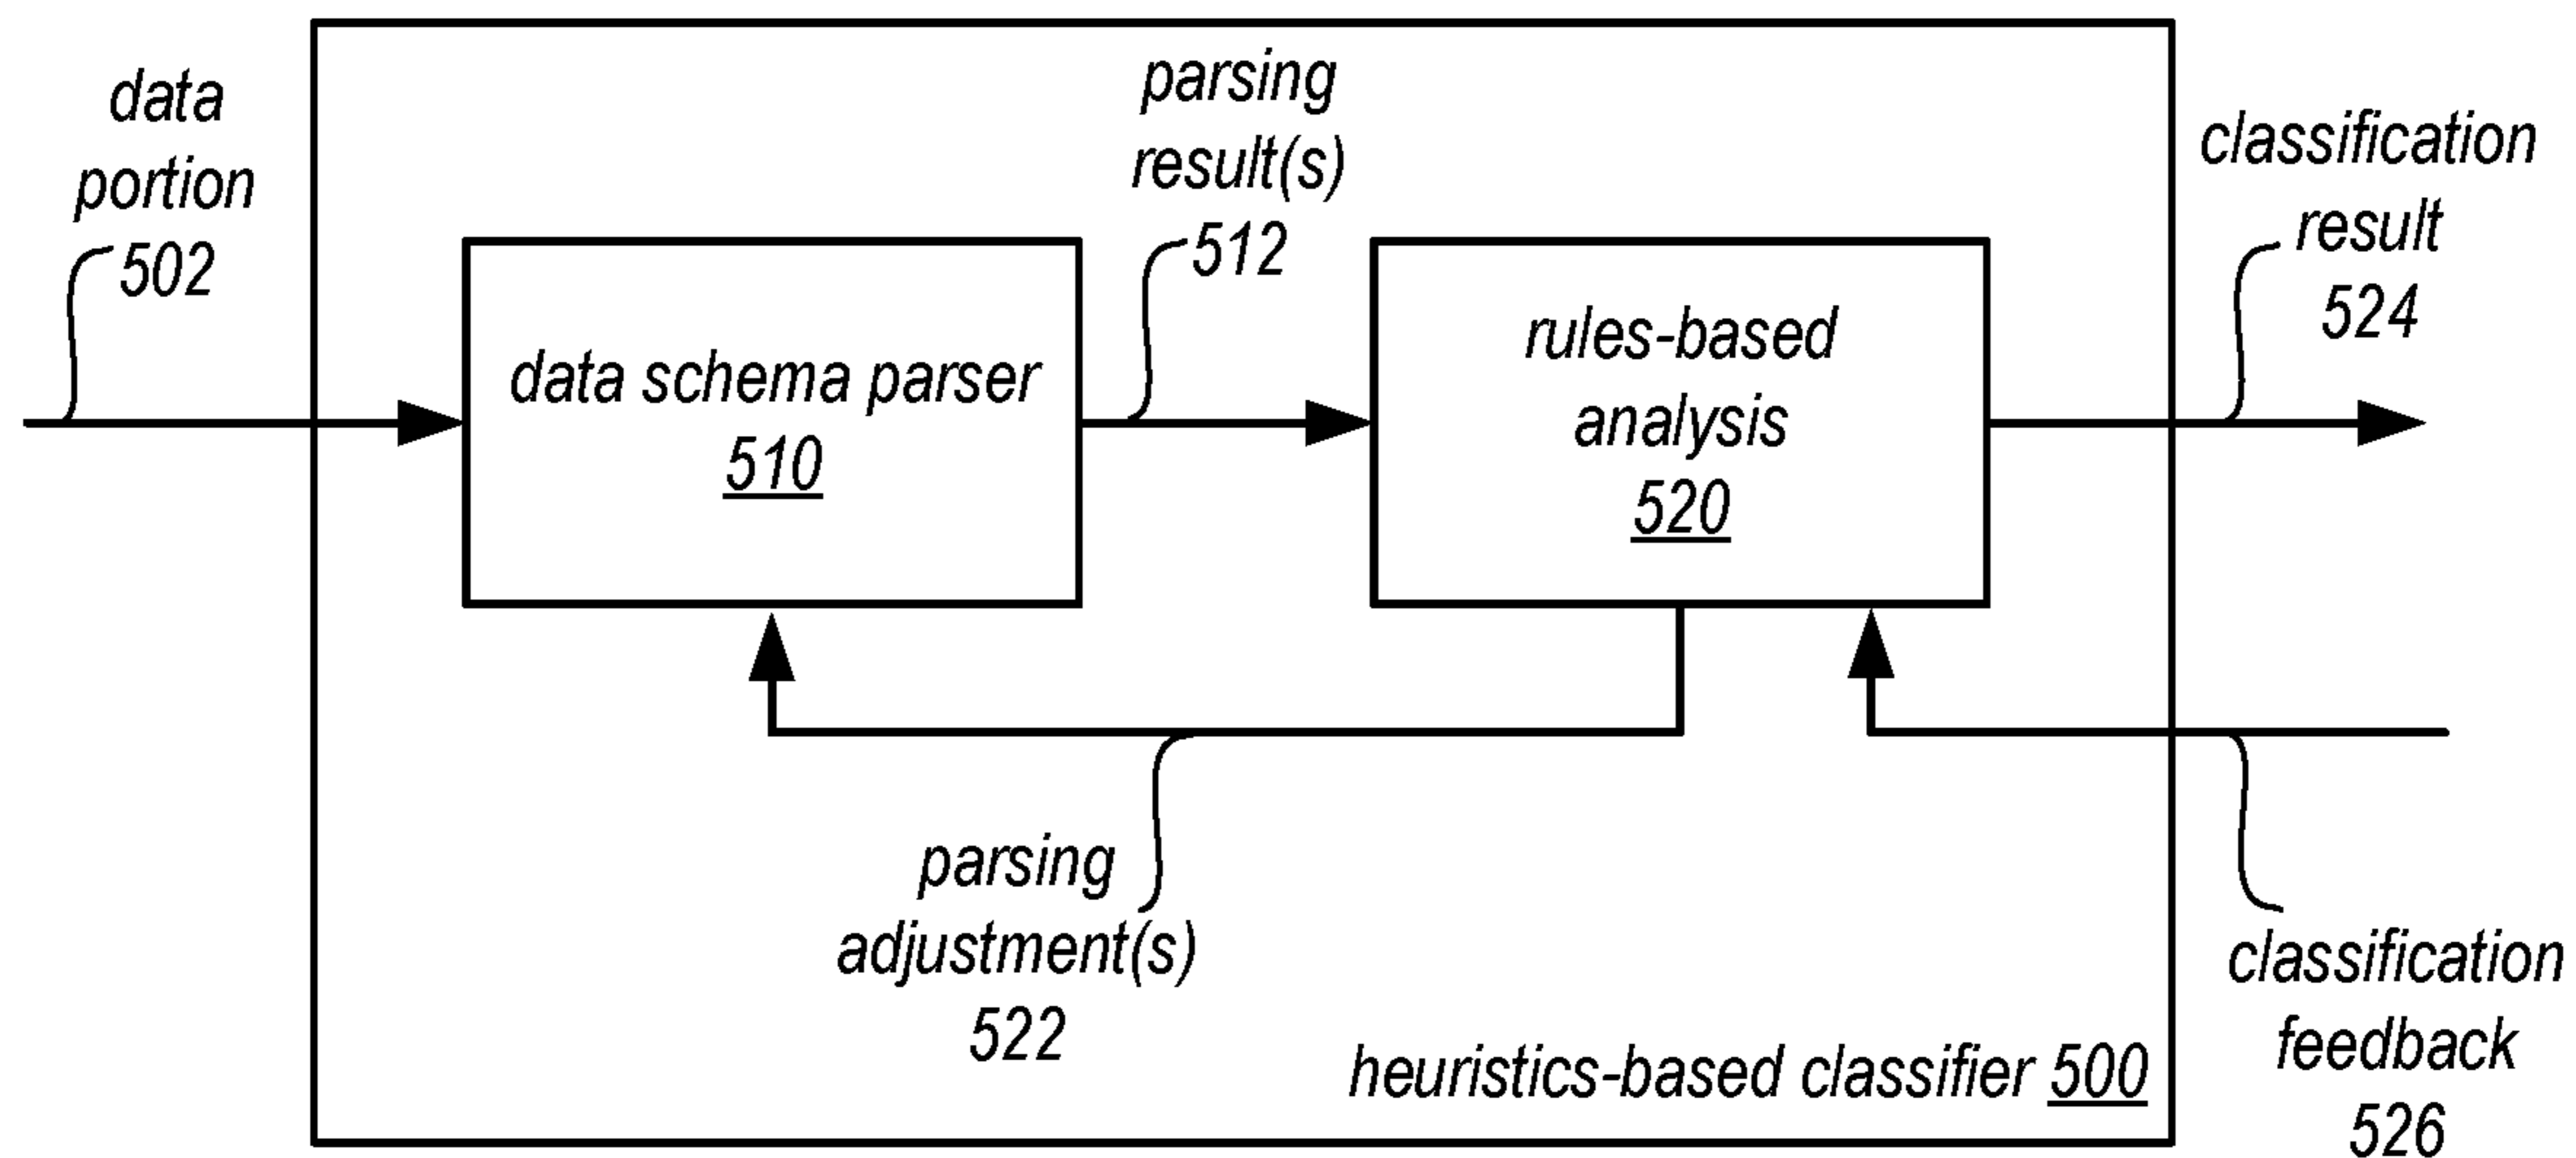 data
portion
502
parsing
result(s)
512
classification
result
524
data schema parser
510
rules-based
analysis
520
parsing
adjustment(s)
522
classification
feedback
526
heuristics-based classifier 500